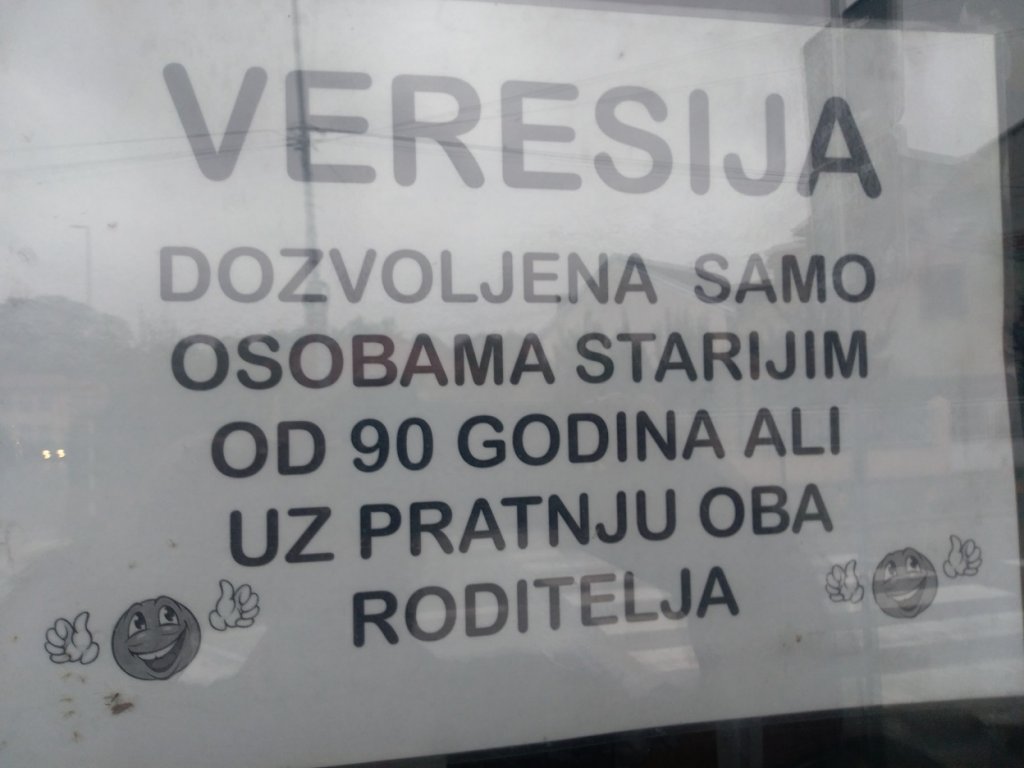 VERESIJA
DOZVOLJENA SAMO
OSOBAMA STARIJIM
OD 90 GODINA ALI
UZ PRATNJU OBA
RODITELJA